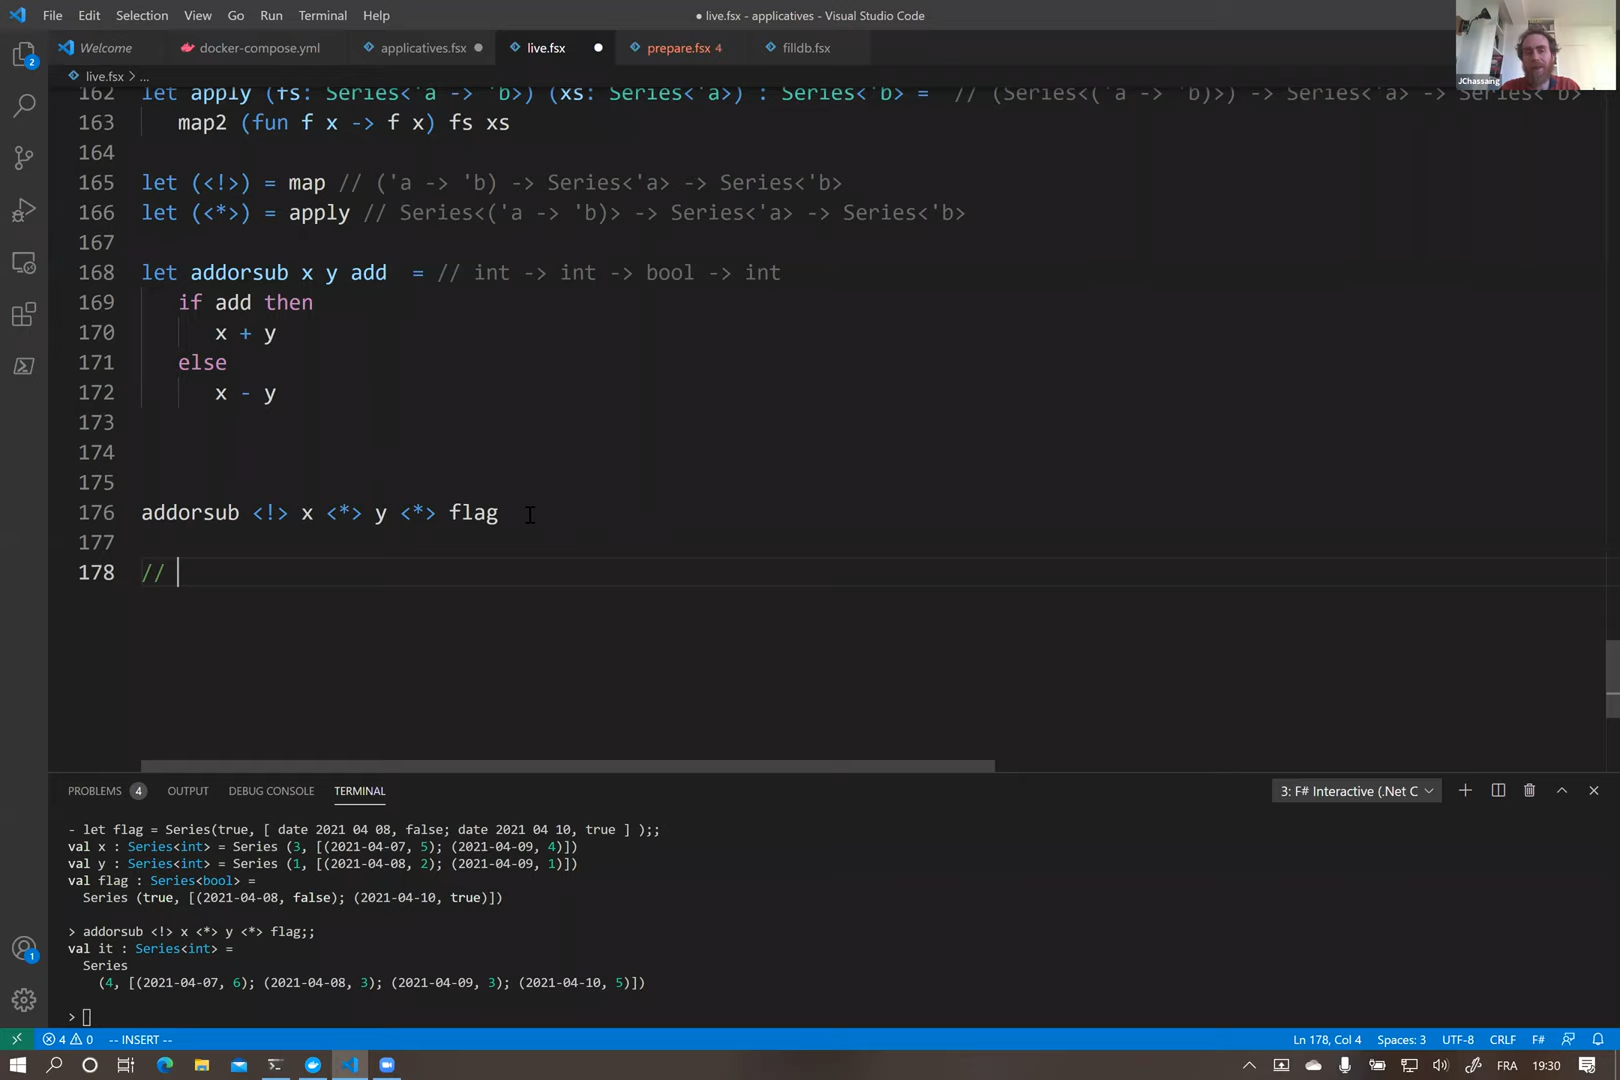 File Edit Selection View Go Run Terminal Help ● live.fsx - applicatives - Visual Studio Code
JChassaing
Welcome docker-compose.yml applicatives.fsx live.fsx prepare.fsx 4 filldb.fsx
2
live.fsx > ...
162 let apply (fs: Series<'a -> 'b>) (xs: Series<'a>) : Series<'b> = // (Series<('a -> 'b)>) -> Series<'a> -> Series<'b>
163 map2 (fun f x -> f x) fs xs
164
165 let (<!>) = map // ('a -> 'b) -> Series<'a> -> Series<'b>
166 let (<*>) = apply // Series<('a -> 'b)> -> Series<'a> -> Series<'b>
167
168 let addorsub x y add = // int -> int -> bool -> int
169 if add then
170 x + y
171 else
172 x - y
173
174
175
176 addorsub <!> x <*> y <*> flag
177
178 //
PROBLEMS 4 OUTPUT DEBUG CONSOLE TERMINAL 3: F# Interactive (.Net C
- let flag = Series(true, [ date 2021 04 08, false; date 2021 04 10, true ] );;
val x : Series<int> = Series (3, [(2021-04-07, 5); (2021-04-09, 4)])
val y : Series<int> = Series (1, [(2021-04-08, 2); (2021-04-09, 1)])
val flag : Series<bool> =
Series (true, [(2021-04-08, false); (2021-04-10, true)])
> addorsub <!> x <*> y <*> flag;;
val it : Series<int> =
Series
(4, [(2021-04-07, 6); (2021-04-08, 3); (2021-04-09, 3); (2021-04-10, 5)])
>
1
4 0 -- INSERT -- Ln 178, Col 4 Spaces: 3 UTF-8 CRLF F#
FRA 19:30